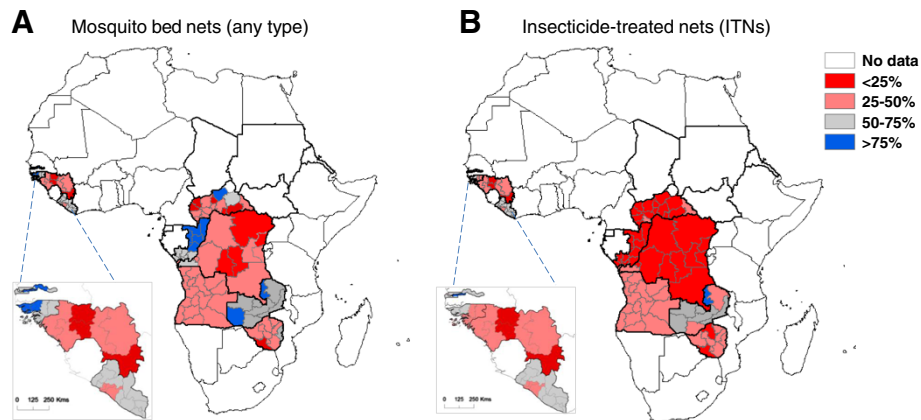 A Mosquito bed nets (any type)
B Insecticide-treated nets (ITNs)
No data
<25%
25-50%
50-75%
>75%
0 125 250 Kms
0 125 250 Kms